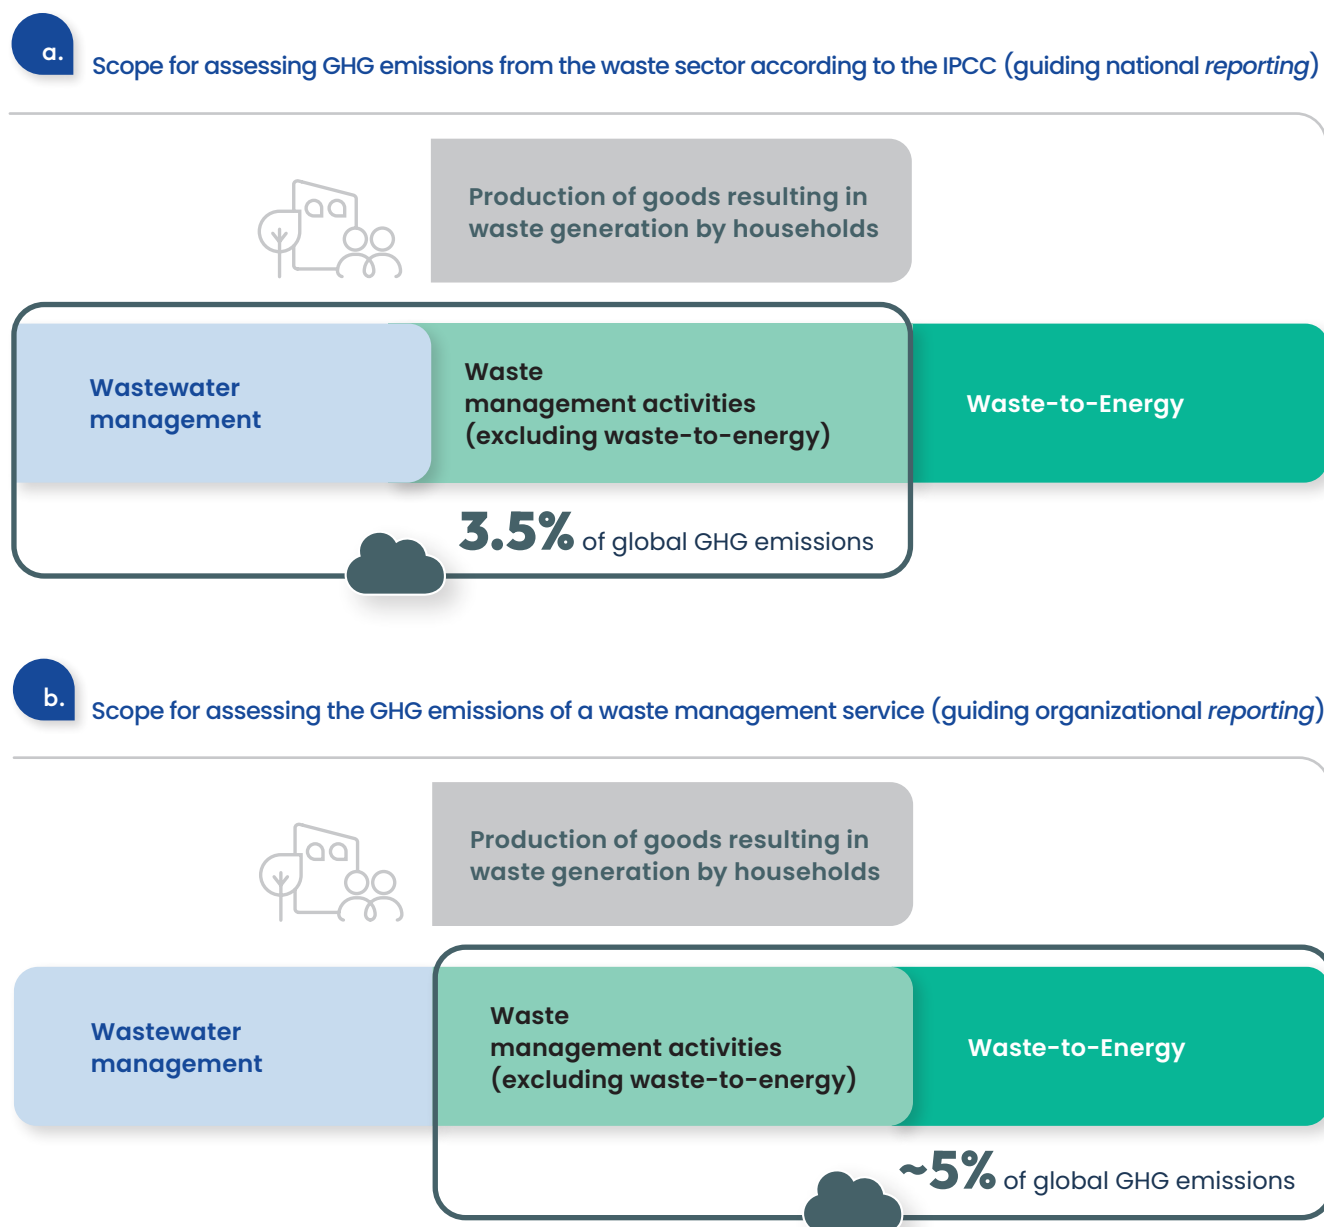 a.
Scope for assessing GHG emissions from the waste sector according to the IPCC (guiding national reporting)
Production of goods resulting in
waste generation by households
Wastewater
management
Waste
management activities
(excluding waste-to-energy)
Waste-to-Energy
3.5% of global GHG emissions
b.
Scope for assessing the GHG emissions of a waste management service (guiding organizational reporting)
Production of goods resulting in
waste generation by households
Wastewater
management
Waste
management activities
(excluding waste-to-energy)
Waste-to-Energy
~5% of global GHG emissions